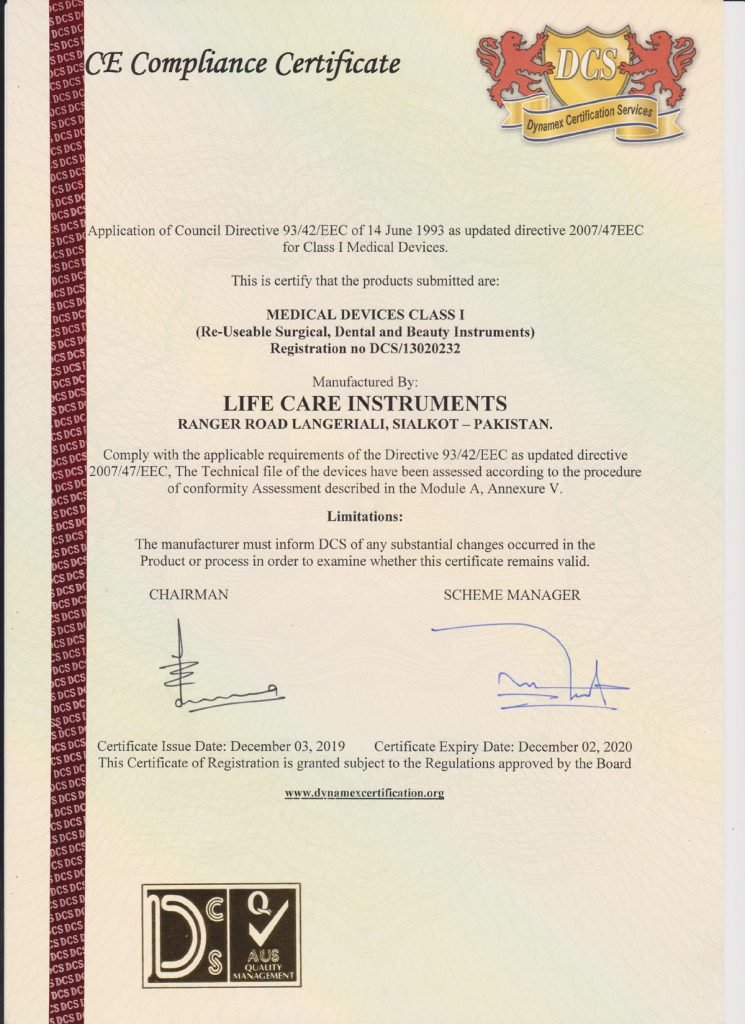 CE Compliance Certificate
DCS
Dynamex Certification Services
Application of Council Directive 93/42/EEC of 14 June 1993 as updated directive 2007/47EEC
for Class I Medical Devices.
This is certify that the products submitted are:
MEDICAL DEVICES CLASS I
(Re-Useable Surgical, Dental and Beauty Instruments)
Registration no DCS/13020232
Manufactured By:
LIFE CARE INSTRUMENTS
RANGER ROAD LANGERIALI, SIALKOT – PAKISTAN.
Comply with the applicable requirements of the Directive 93/42/EEC as updated directive
2007/47/EEC, The Technical file of the devices have been assessed according to the procedure
of conformity Assessment described in the Module A, Annexure V.
Limitations:
The manufacturer must inform DCS of any substantial changes occurred in the
Product or process in order to examine whether this certificate remains valid.
CHAIRMAN SCHEME MANAGER
Certificate Issue Date: December 03, 2019 Certificate Expiry Date: December 02, 2020
This Certificate of Registration is granted subject to the Regulations approved by the Board
www.dynamexcertification.org
DCS
Q
AUS
QUALITY
MANAGEMENT